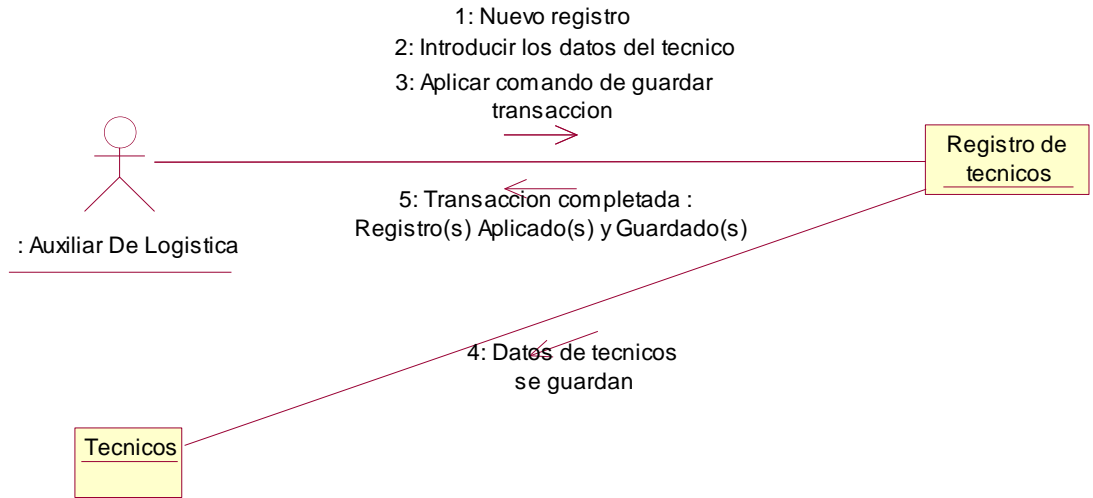 1: Nuevo registro
2: Introducir los datos del tecnico
3: Aplicar comando de guardar
transaccion
Registro de
tecnicos
5: Transaccion completada :
Registro(s) Aplicado(s) y Guardado(s)
: Auxiliar De Logistica
4: Datos de tecnicos
se guardan
Tecnicos